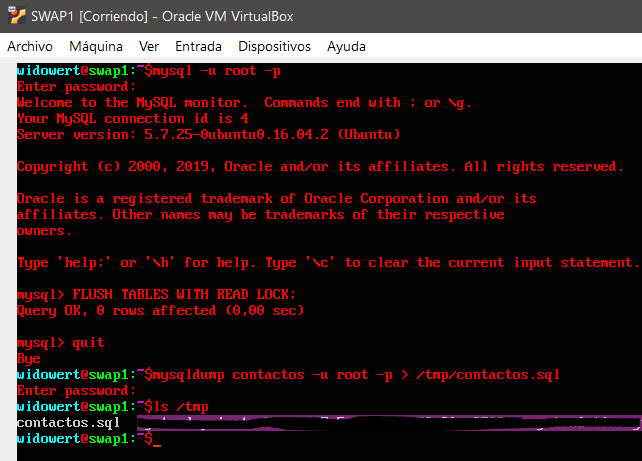 SWAP1 [Corriendo] - Oracle VM VirtualBox
Archivo Máquina Ver Entrada Dispositivos Ayuda
widowert@swap1:~$mysql -u root -p
Enter password:
Welcome to the MySQL monitor.  Commands end with ; or \g.
Your MySQL connection id is 4
Server version: 5.7.25-0ubuntu0.16.04.2 (Ubuntu)
Copyright (c) 2000, 2019, Oracle and/or its affiliates. All rights reserved.
Oracle is a registered trademark of Oracle Corporation and/or its
affiliates. Other names may be trademarks of their respective
owners.
Type 'help;' or '\h' for help. Type '\c' to clear the current input statement.
mysql> FLUSH TABLES WITH READ LOCK;
Query OK, 0 rows affected (0,00 sec)
mysql> quit
Bye
widowert@swap1:~$mysqldump contactos -u root -p > /tmp/contactos.sql
Enter password:
widowert@swap1:~$ls /tmp
contactos.sql
widowert@swap1:~$_